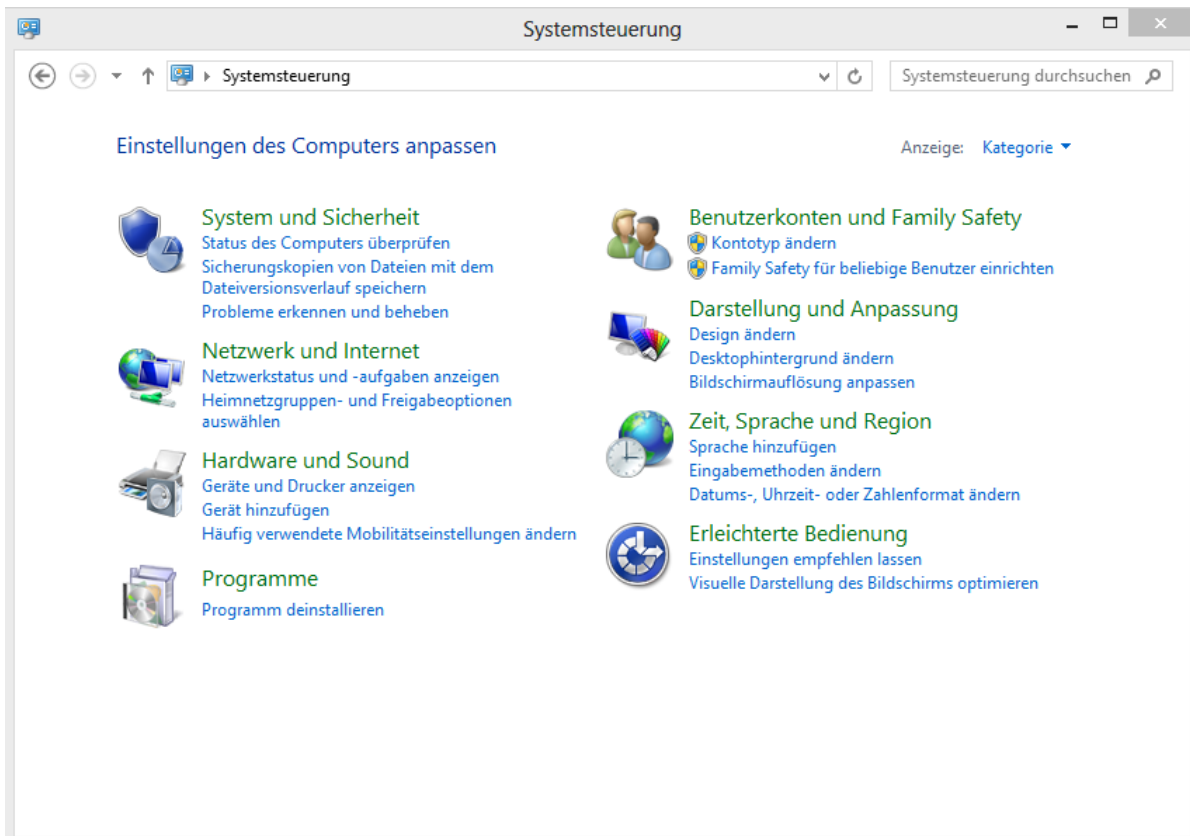 Systemsteuerung
Systemsteuerung
Systemsteuerung durchsuchen
Einstellungen des Computers anpassen
Anzeige: Kategorie
System und Sicherheit
Status des Computers überprüfen
Sicherungskopien von Dateien mit dem
Dateiversionsverlauf speichern
Probleme erkennen und beheben
Netzwerk und Internet
Netzwerkstatus und -aufgaben anzeigen
Heimnetzgruppen- und Freigabeoptionen
auswählen
Hardware und Sound
Geräte und Drucker anzeigen
Gerät hinzufügen
Häufig verwendete Mobilitätseinstellungen ändern
Programme
Programm deinstallieren
Benutzerkonten und Family Safety
Kontotyp ändern
Family Safety für beliebige Benutzer einrichten
Darstellung und Anpassung
Design ändern
Desktophintergrund ändern
Bildschirmauflösung anpassen
Zeit, Sprache und Region
Sprache hinzufügen
Eingabemethoden ändern
Datums-, Uhrzeit- oder Zahlenformat ändern
Erleichterte Bedienung
Einstellungen empfehlen lassen
Visuelle Darstellung des Bildschirms optimieren